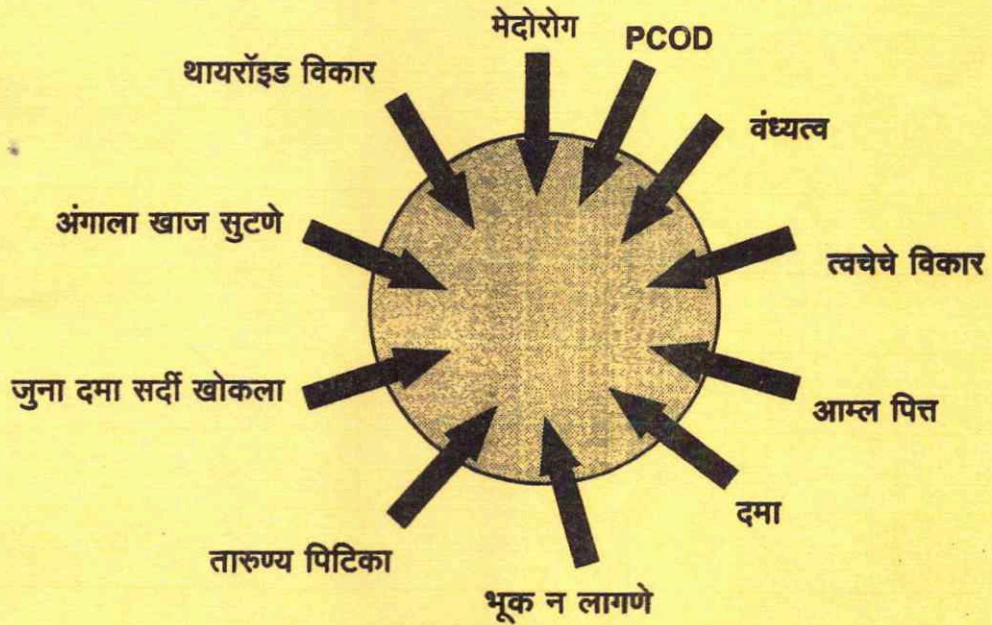 मेदोरोग
PCOD
थायरॉइड विकार
वंध्यत्व
अंगाला खाज सुटणे
त्वचेचे विकार
जुना दमा सर्दी खोकला
आम्ल पित्त
दमा
तारुण्य पिटिका
भूक न लागणे